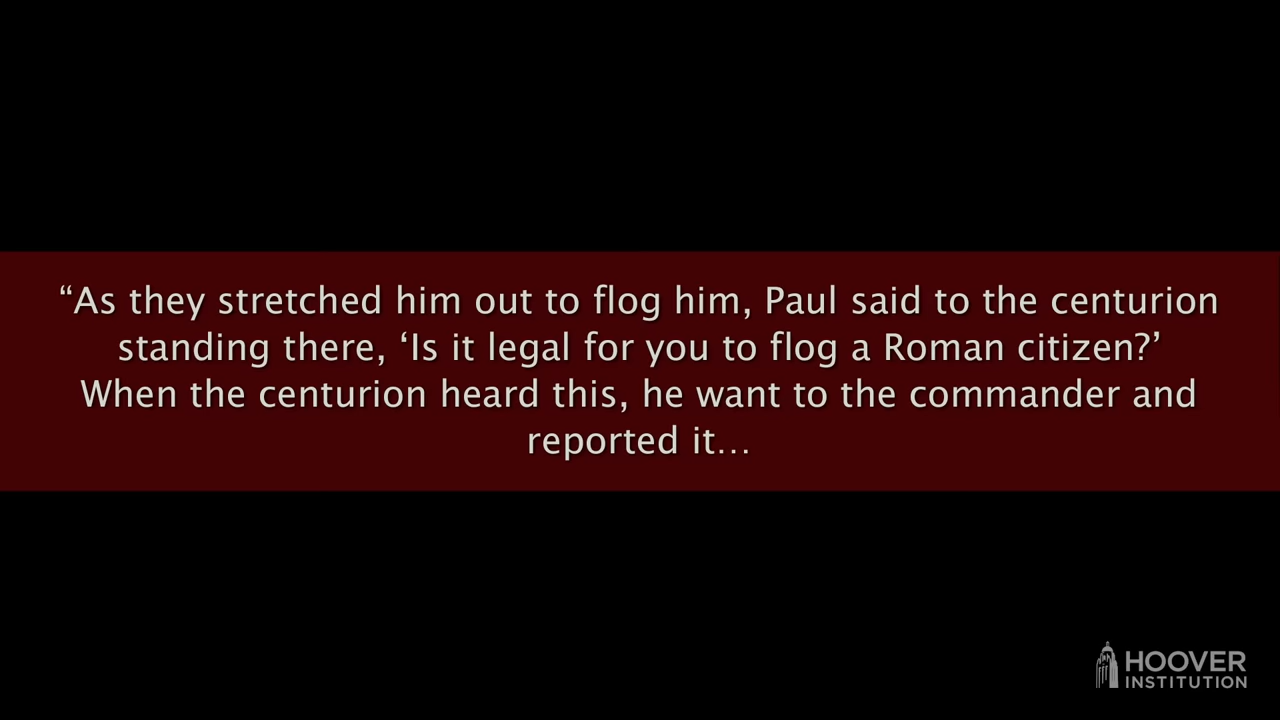 “As they stretched him out to flog him, Paul said to the centurion
standing there, ‘Is it legal for you to flog a Roman citizen?’
When the centurion heard this, he want to the commander and
reported it…
HOOVER
INSTITUTION